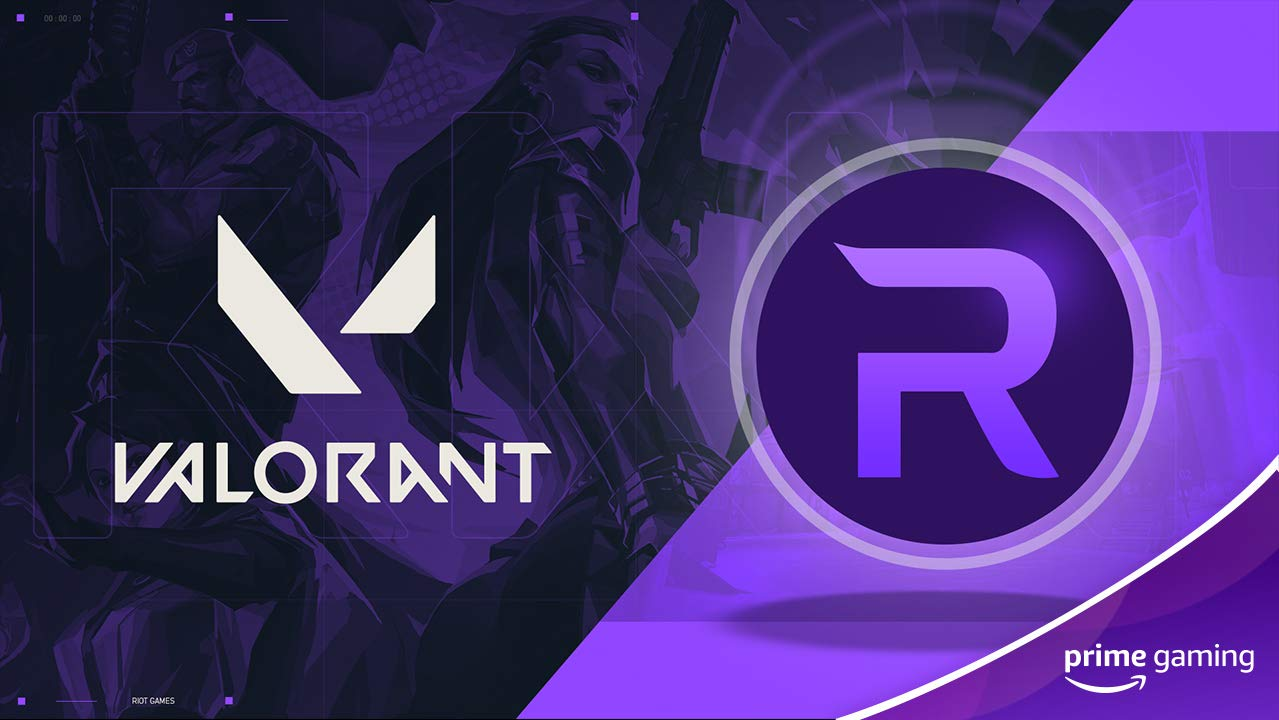 00 : 00 : 00
VALORANT
R
prime gaming
RIOT GAMES